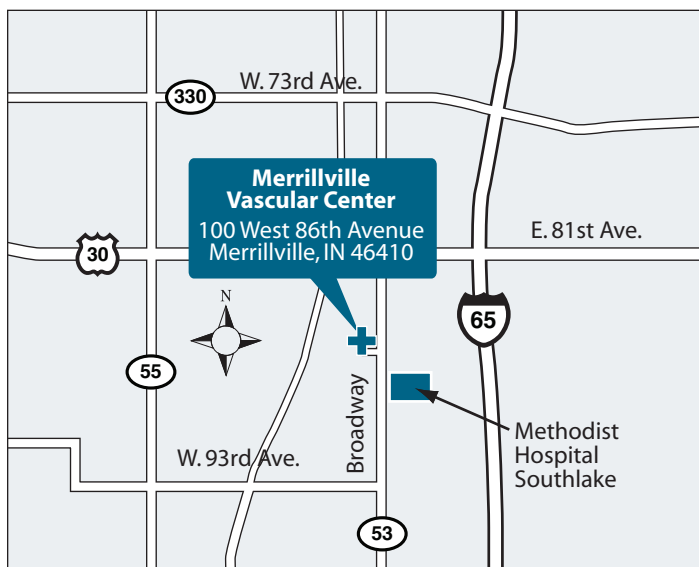 W. 73rd Ave.
330
Merrillville
Vascular Center
100 West 86th Avenue
Merrillville, IN 46410
E. 81st Ave.
30
N
65
55
Broadway
Methodist
Hospital
Southlake
W. 93rd Ave.
53